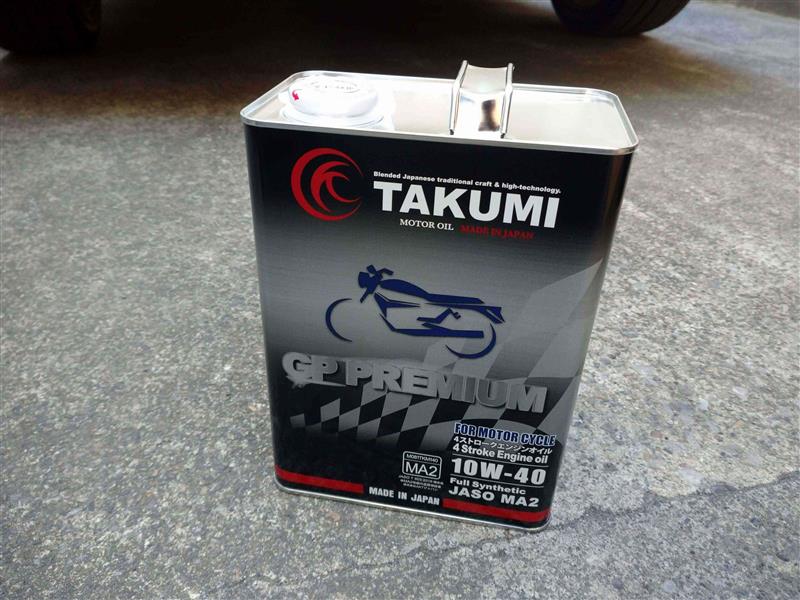 Blended Japanese traditional craft & high-technology.
TAKUMI
MOTOR OIL MADE IN JAPAN
GP PREMIUM
FOR MOTOR CYCLE
4ストロークエンジンオイル
4 Stroke Engine oil
10W-40
Full Synthetic
JASO MA2
MA2
MADE IN JAPAN